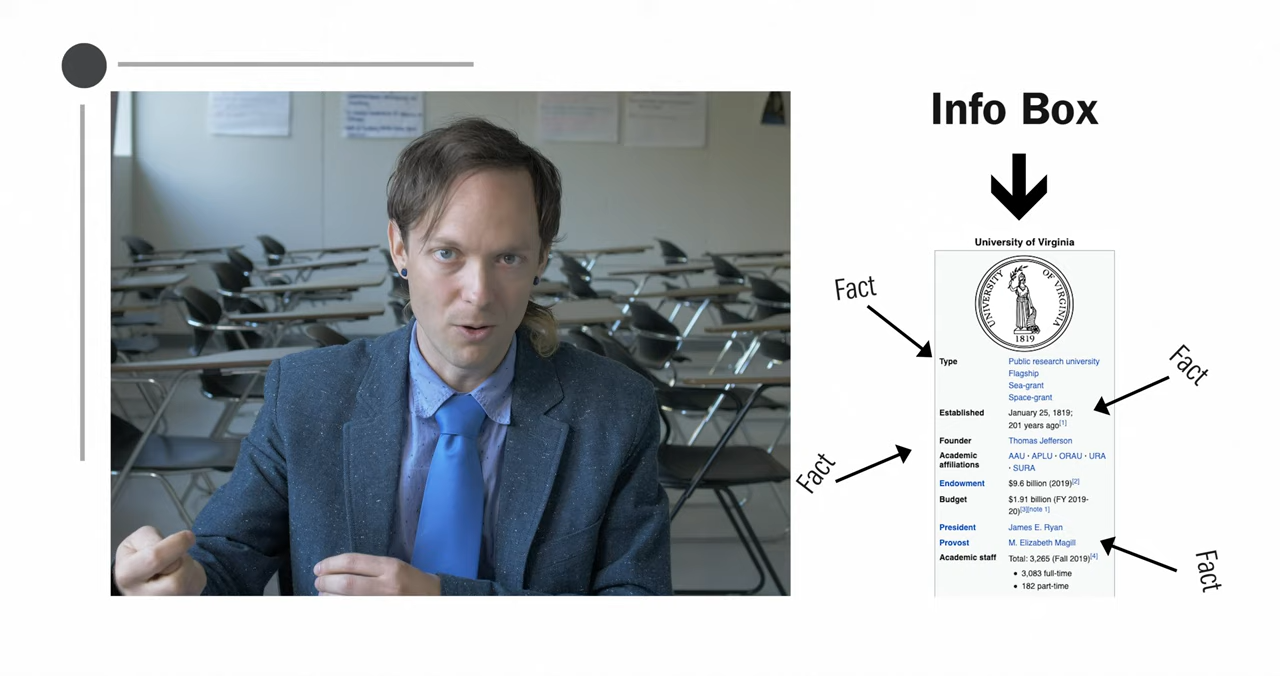 Info Box
University of Virginia
UNIVERSITY OF VIRGINIA
1819
Fact
Type Public research university
Flagship
Sea-grant
Space-grant
Fact
Established January 25, 1819;
201 years ago[1]
Founder Thomas Jefferson
Academic affiliations AAU • APLU • ORAU • URA
• SURA
Fact
Endowment $9.6 billion (2019)[2]
Budget $1.91 billion (FY 2019-
20)[3][note 1]
President James E. Ryan
Provost M. Elizabeth Magill
Fact
Academic staff Total: 3,265 (Fall 2019)[4]
• 3,083 full-time
• 182 part-time